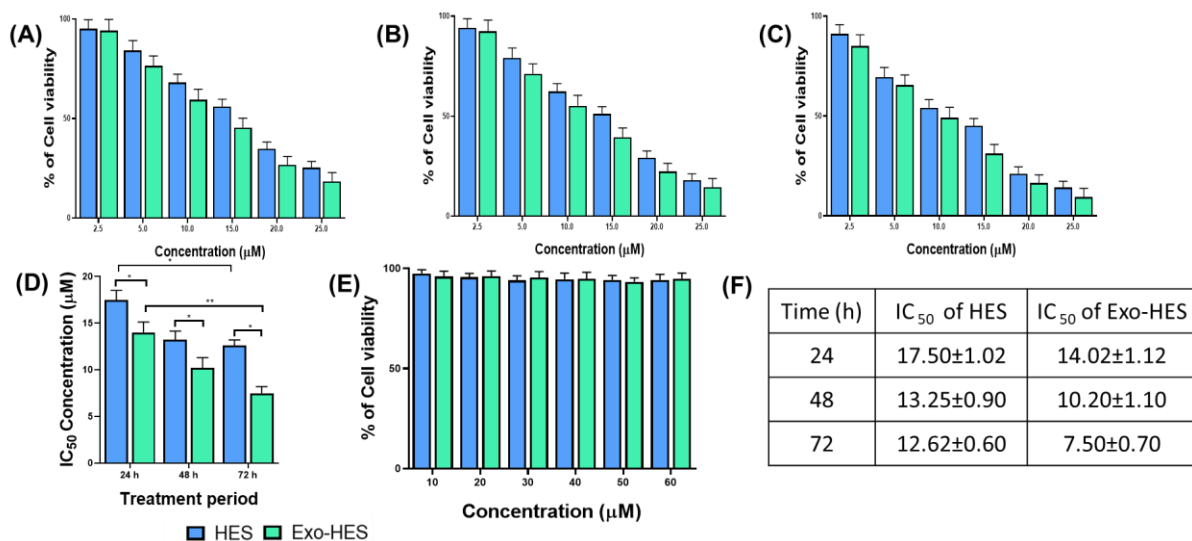 (A)
100
50
0
% of Cell viability
2.5 5.0 10.0 15.0 20.0 25.0
Concentration (μM)
(B)
100
50
0
% of Cell viability
2.5 5.0 10.0 15.0 20.0 25.0
Concentration (μM)
(C)
100
50
0
% of Cell viability
2.5 5.0 10.0 15.0 20.0 25.0
Concentration (μM)
(D)
20
15
10
5
0
IC50 Concentration (μM)
*
*
**
*
*
24 h 48 h 72 h
Treatment period
(E)
100
50
0
% of Cell viability
10 20 30 40 50 60
Concentration (μM)
(F)
Time (h) IC50 of HES IC50 of Exo-HES
24 17.50±1.02 14.02±1.12
48 13.25±0.90 10.20±1.10
72 12.62±0.60 7.50±0.70
HES Exo-HES